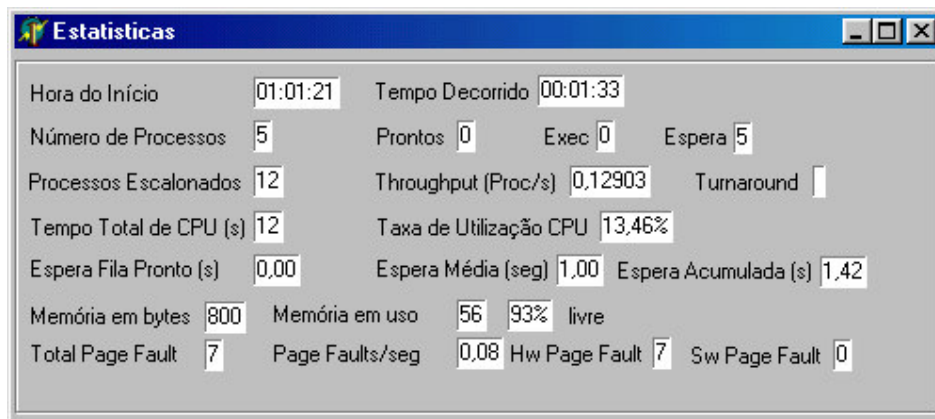 Estatisticas
Hora do Início 01:01:21 Tempo Decorrido 00:01:33
Número de Processos 5 Prontos 0 Exec 0 Espera 5
Processos Escalonados 12 Throughput (Proc/s) 0,12903 Turnaround
Tempo Total de CPU (s) 12 Taxa de Utilização CPU 13,46%
Espera Fila Pronto (s) 0,00 Espera Média (seg) 1,00 Espera Acumulada (s) 1,42
Memória em bytes 800 Memória em uso 56 93% livre
Total Page Fault 7 Page Faults/seg 0,08 Hw Page Fault 7 Sw Page Fault 0